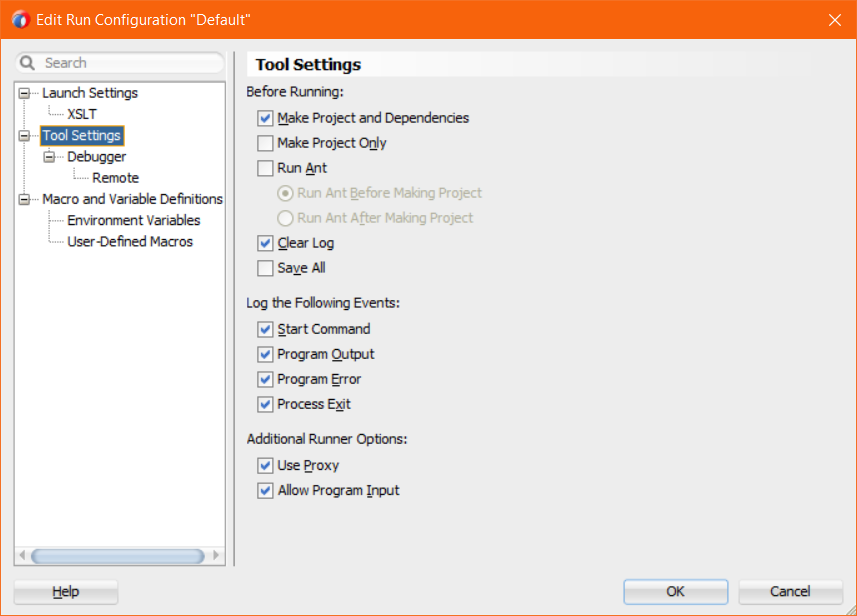 Edit Run Configuration "Default"
Search
Launch Settings
XSLT
Tool Settings
Debugger
Remote
Macro and Variable Definitions
Environment Variables
User-Defined Macros
Tool Settings
Before Running:
Make Project and Dependencies
Make Project Only
Run Ant
Run Ant Before Making Project
Run Ant After Making Project
Clear Log
Save All
Log the Following Events:
Start Command
Program Output
Program Error
Process Exit
Additional Runner Options:
Use Proxy
Allow Program Input
Help
OK
Cancel